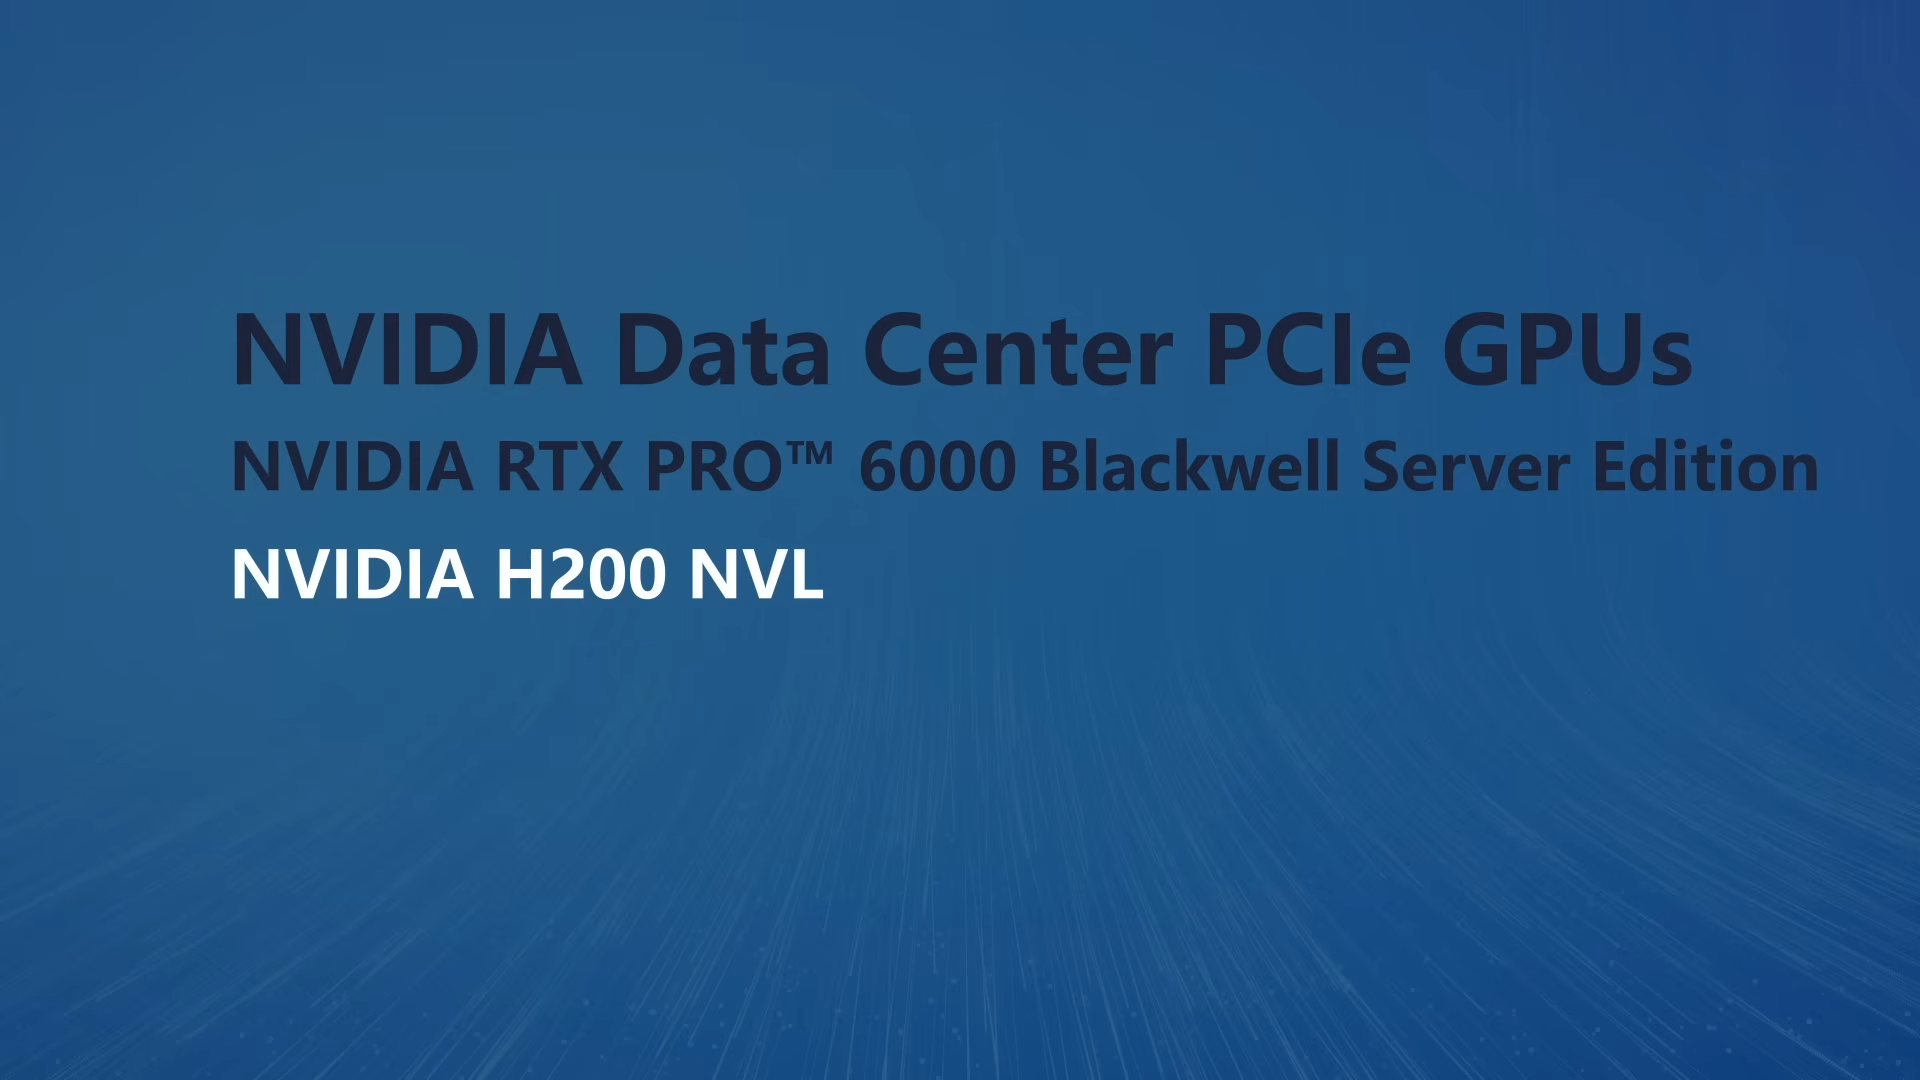 NVIDIA Data Center PCIe GPUs
NVIDIA RTX PRO™ 6000 Blackwell Server Edition
NVIDIA H200 NVL